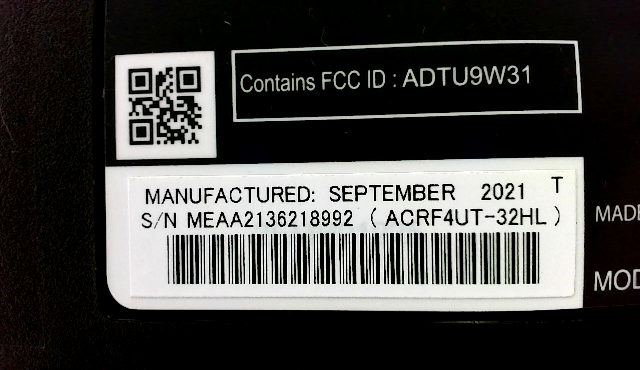 Contains FCC ID : ADTU9W31
MANUFACTURED: SEPTEMBER 2021 T
S/N MEAA2136218992 ( ACRF4UT-32HL )
MADE
MOD